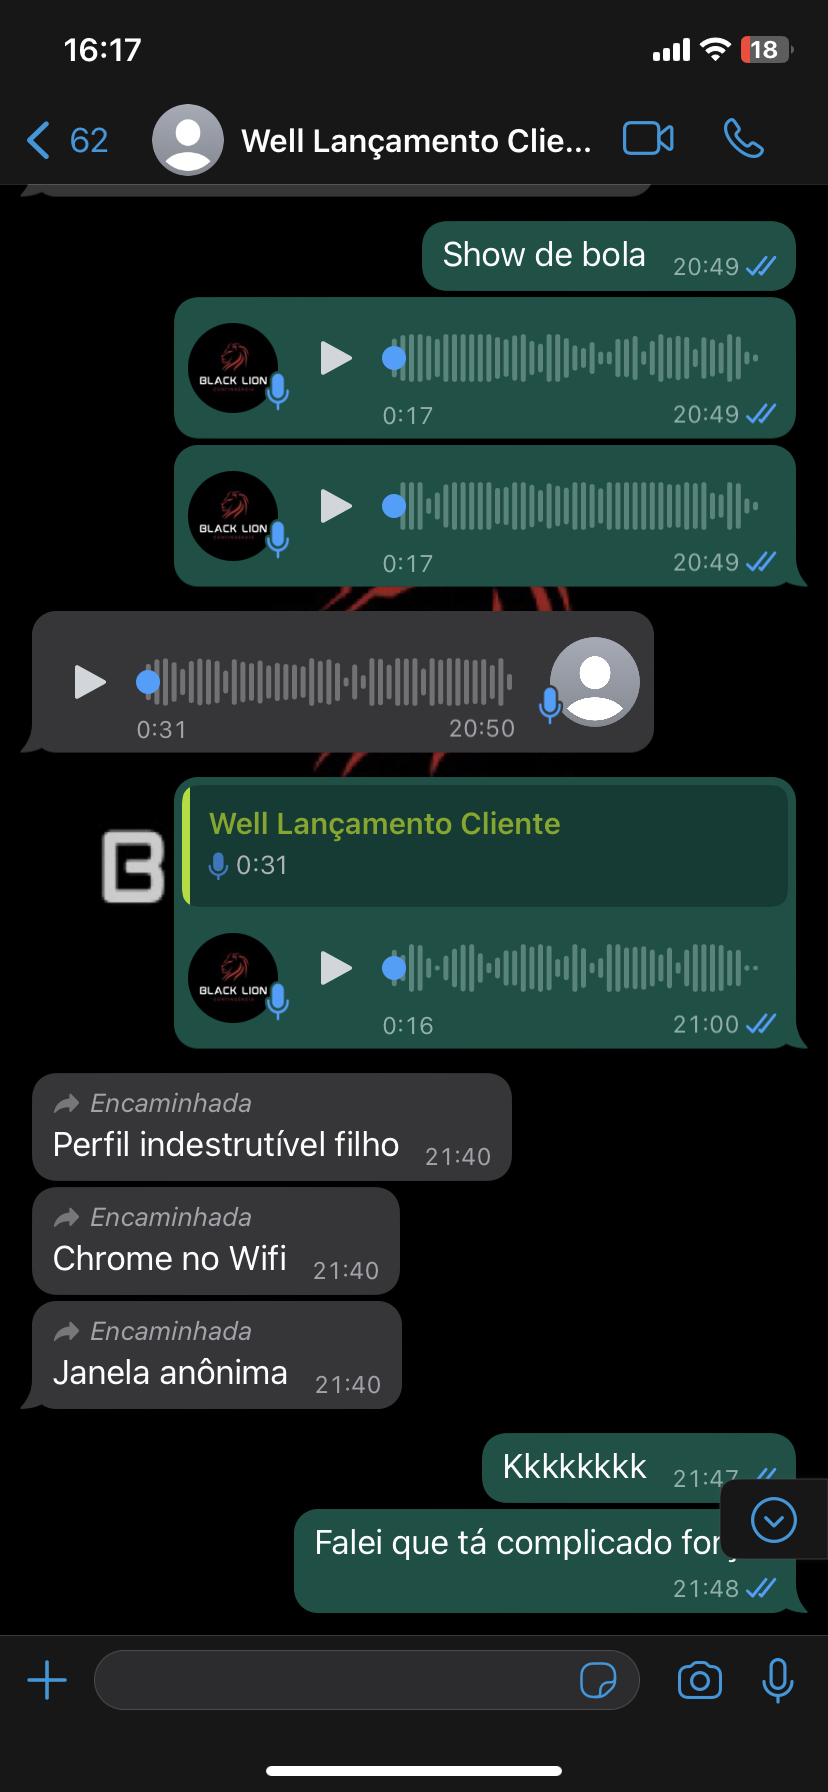 16:17
18
62
Well Lançamento Clie...
Show de bola
20:49
BLACK LION
CONTINGÊNCIA
0:17
20:49
BLACK LION
CONTINGÊNCIA
0:17
20:49
0:31
20:50
B
Well Lançamento Cliente
0:31
BLACK LION
CONTINGÊNCIA
0:16
21:00
Encaminhada
Perfil indestrutível filho
21:40
Encaminhada
Chrome no Wifi
21:40
Encaminhada
Janela anônima
21:40
Kkkkkkkk
21:47
Falei que tá complicado
21:48